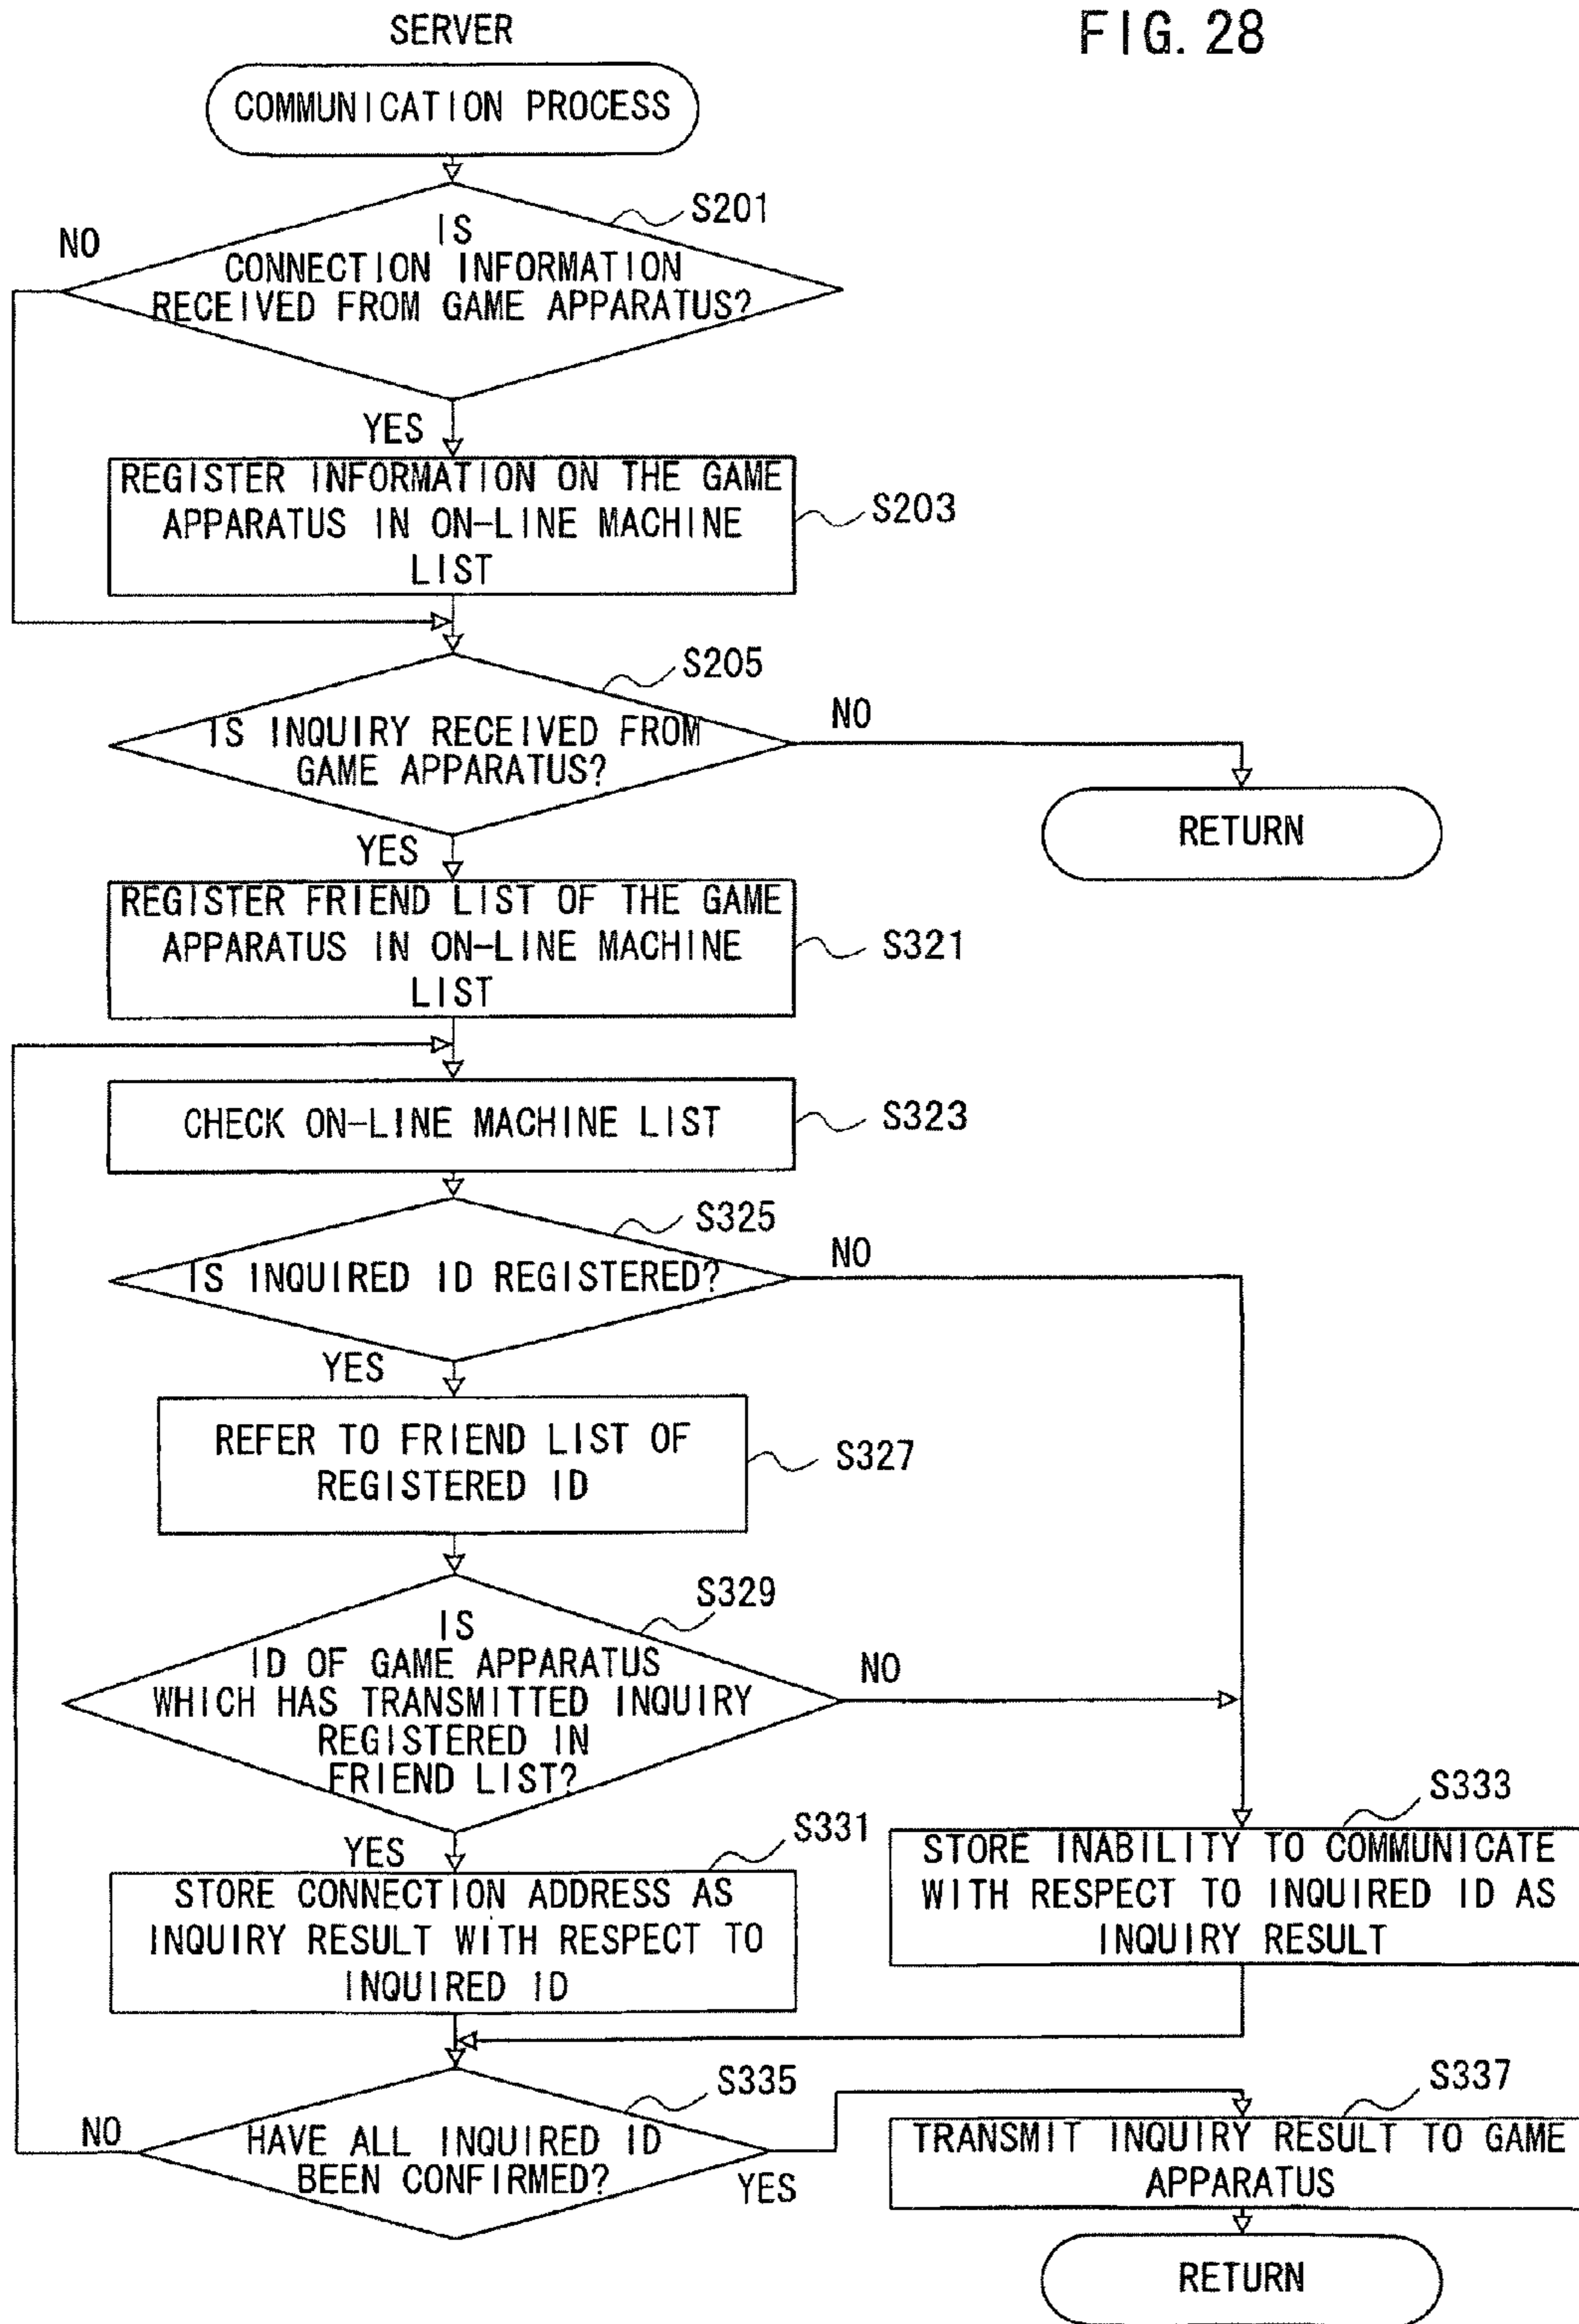 SERVER
FIG. 28
COMMUNICATION PROCESS
S201
NO
IS
CONNECTION INFORMATION
RECEIVED FROM GAME APPARATUS?
YES
REGISTER INFORMATION ON THE GAME
APPARATUS IN ON-LINE MACHINE
LIST
S203
S205
IS INQUIRY RECEIVED FROM
GAME APPARATUS?
NO
RETURN
YES
REGISTER FRIEND LIST OF THE GAME
APPARATUS IN ON-LINE MACHINE
LIST
S321
CHECK ON-LINE MACHINE LIST
S323
S325
IS INQUIRED ID REGISTERED?
NO
YES
REFER TO FRIEND LIST OF
REGISTERED ID
S327
S329
IS
ID OF GAME APPARATUS
WHICH HAS TRANSMITTED INQUIRY
REGISTERED IN
FRIEND LIST?
NO
YES
S331
STORE CONNECTION ADDRESS AS
INQUIRY RESULT WITH RESPECT TO
INQUIRED ID
S333
STORE INABILITY TO COMMUNICATE
WITH RESPECT TO INQUIRED ID AS
INQUIRY RESULT
S335
NO
HAVE ALL INQUIRED ID
BEEN CONFIRMED?
YES
S337
TRANSMIT INQUIRY RESULT TO GAME
APPARATUS
RETURN